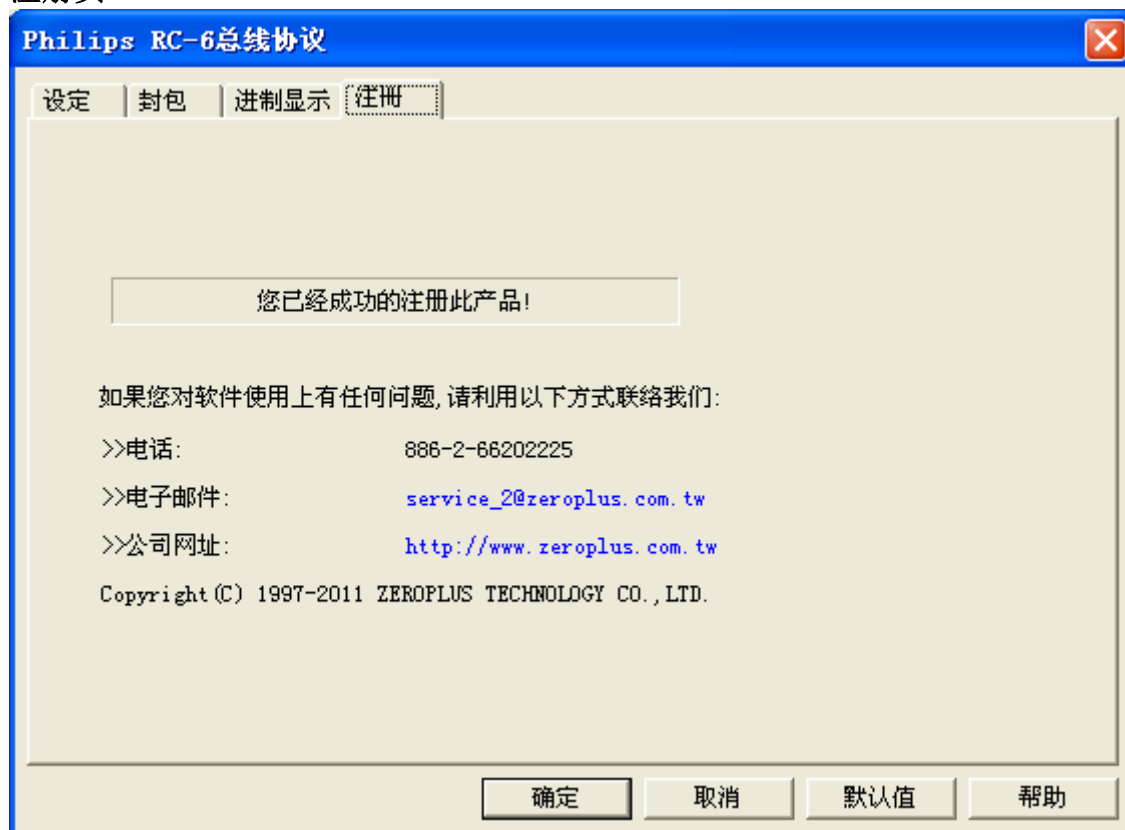 Philips RC-6总线协议
设定 封包 进制显示 注册
您已经成功的注册此产品!
如果您对软件使用上有任何问题,请利用以下方式联络我们:
>>电话: 886-2-66202225
>>电子邮件: service_2@zeroplus.com.tw
>>公司网址: http://www.zeroplus.com.tw
Copyright(C) 1997-2011 ZEROPLUS TECHNOLOGY CO.,LTD.
确定 取消 默认值 帮助